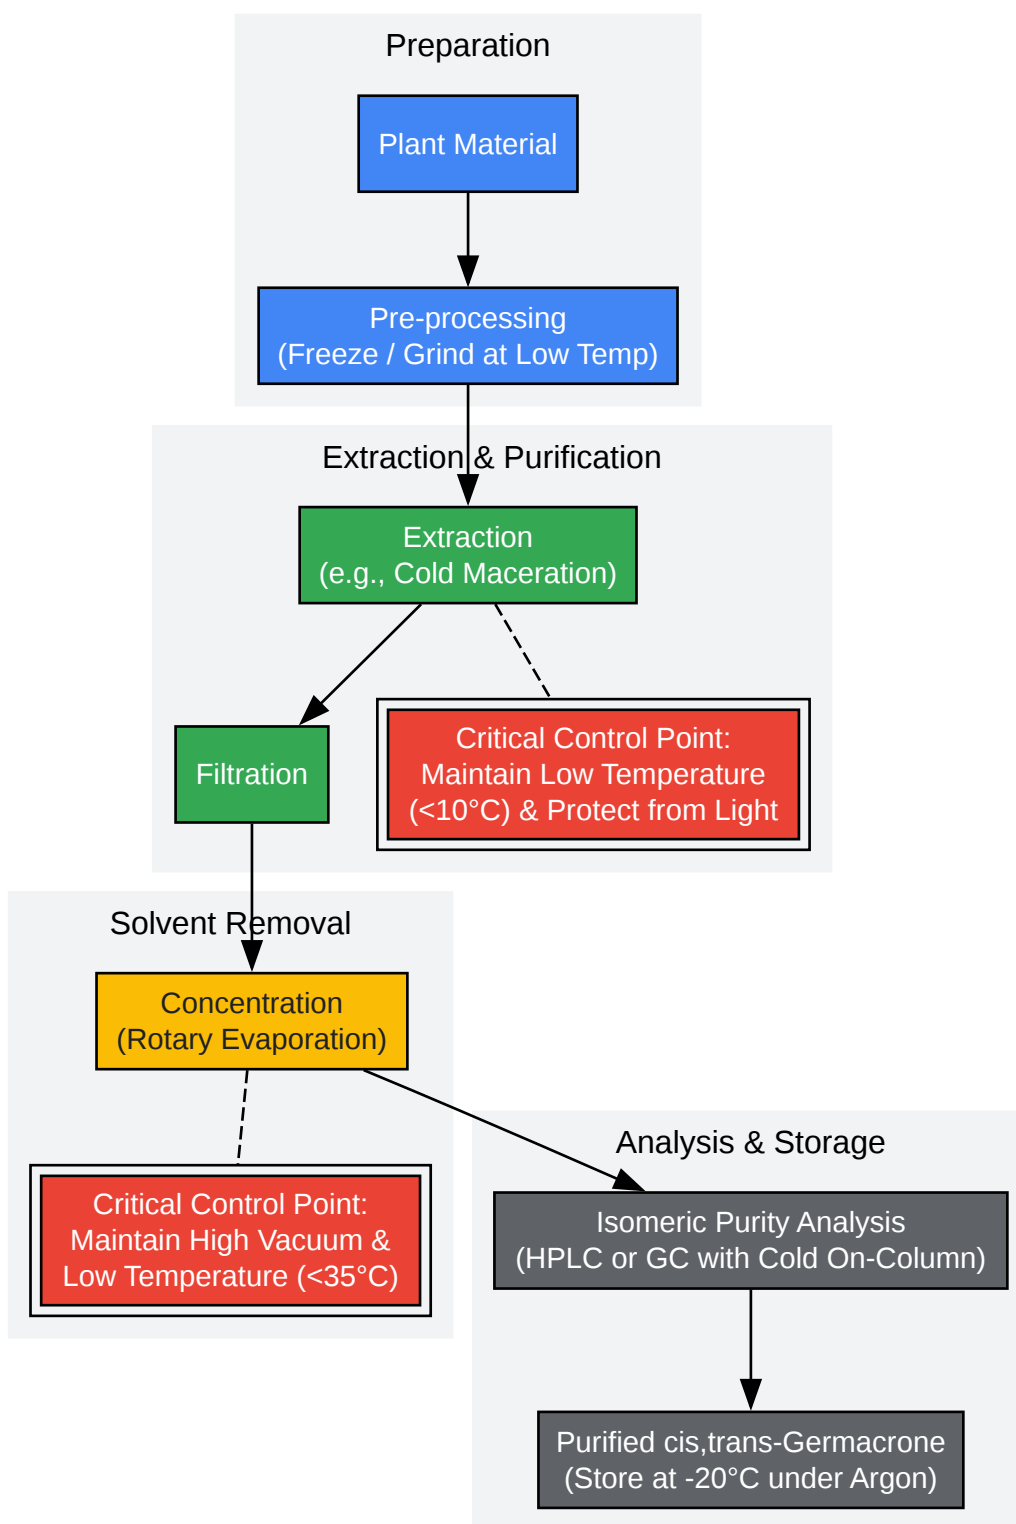 Preparation
Plant Material
Pre-processing
(Freeze / Grind at Low Temp)
Extraction & Purification
Extraction
(e.g., Cold Maceration)
Filtration
Critical Control Point:
Maintain Low Temperature
(<10°C) & Protect from Light
Solvent Removal
Concentration
(Rotary Evaporation)
Critical Control Point:
Maintain High Vacuum &
Low Temperature (<35°C)
Analysis & Storage
Isomeric Purity Analysis
(HPLC or GC with Cold On-Column)
Purified cis,trans-Germacrone
(Store at -20°C under Argon)